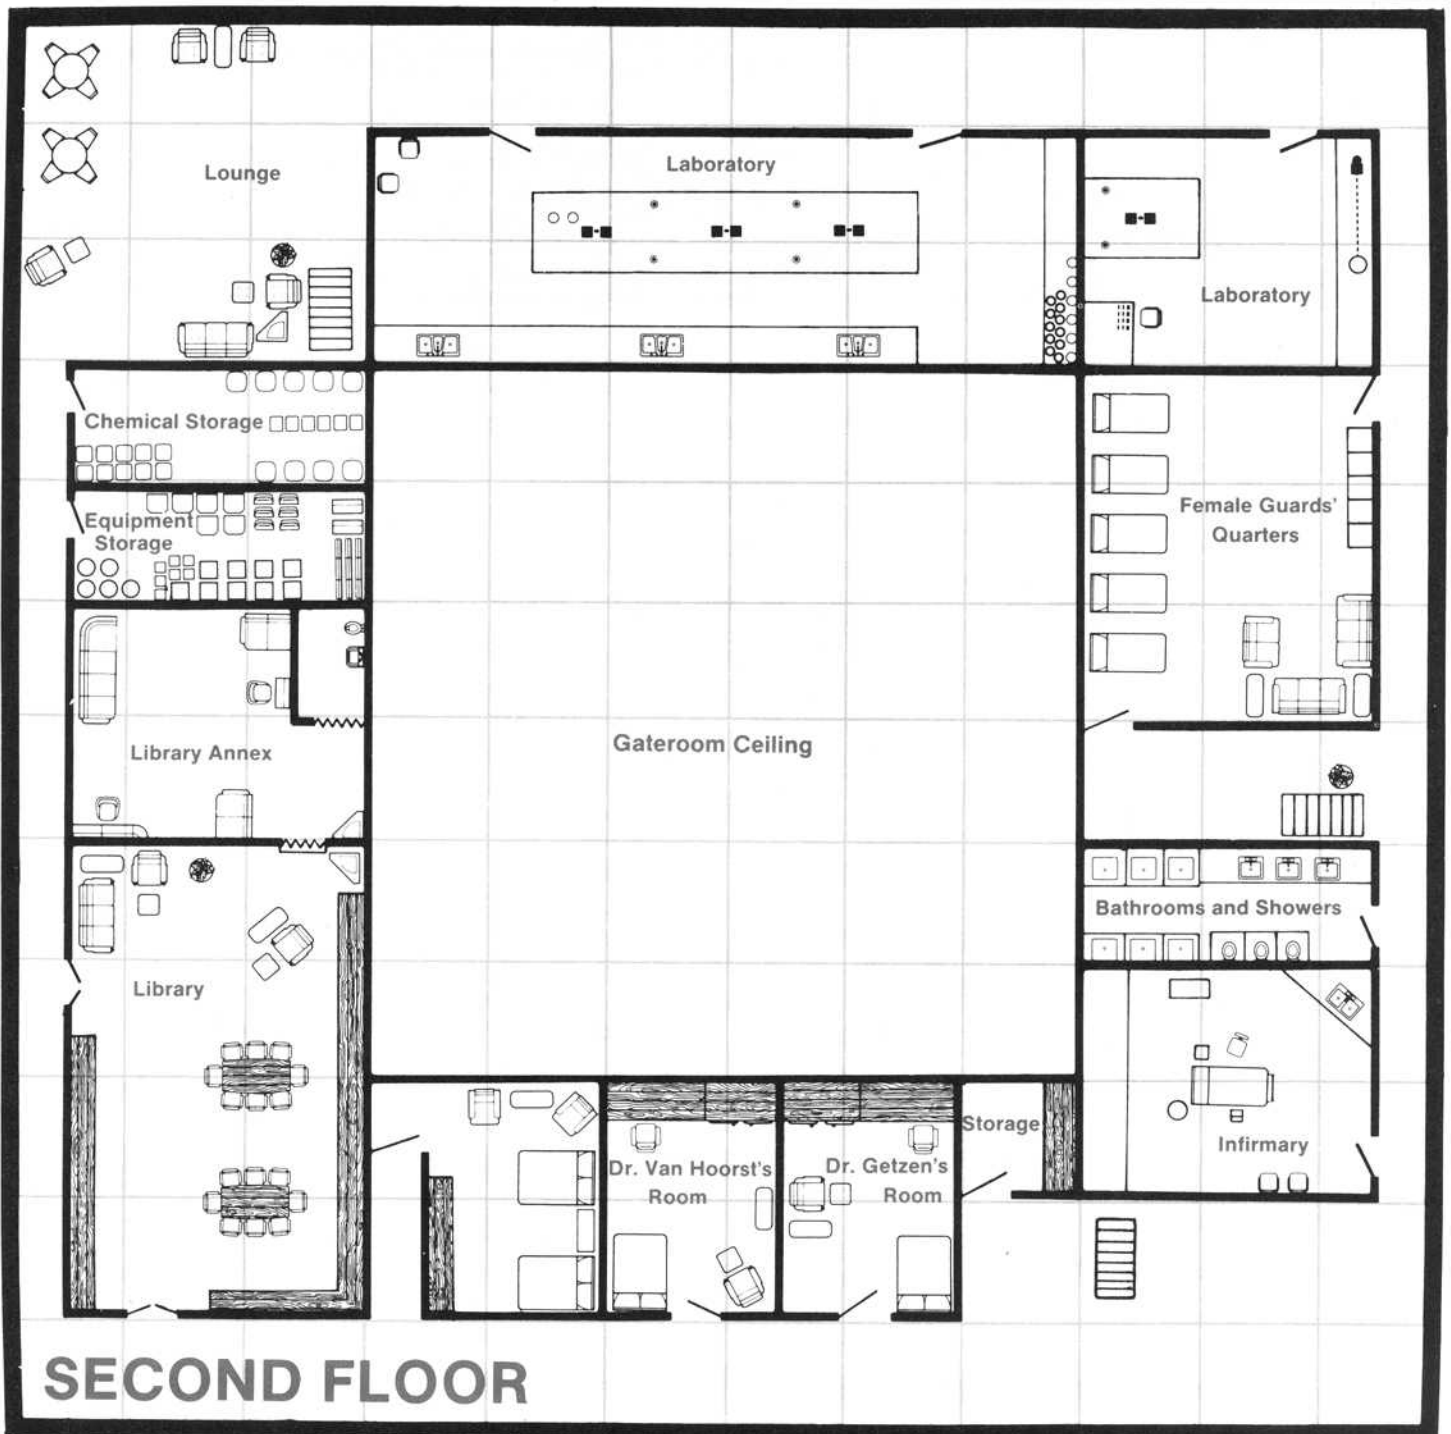 Lounge
Laboratory
Laboratory
Chemical Storage
Equipment
Storage
Female Guards'
Quarters
Library Annex
Gateroom Ceiling
Bathrooms and Showers
Library
Storage
Infirmary
Dr. Van Hoorst's
Room
Dr. Getzen's
Room
SECOND FLOOR